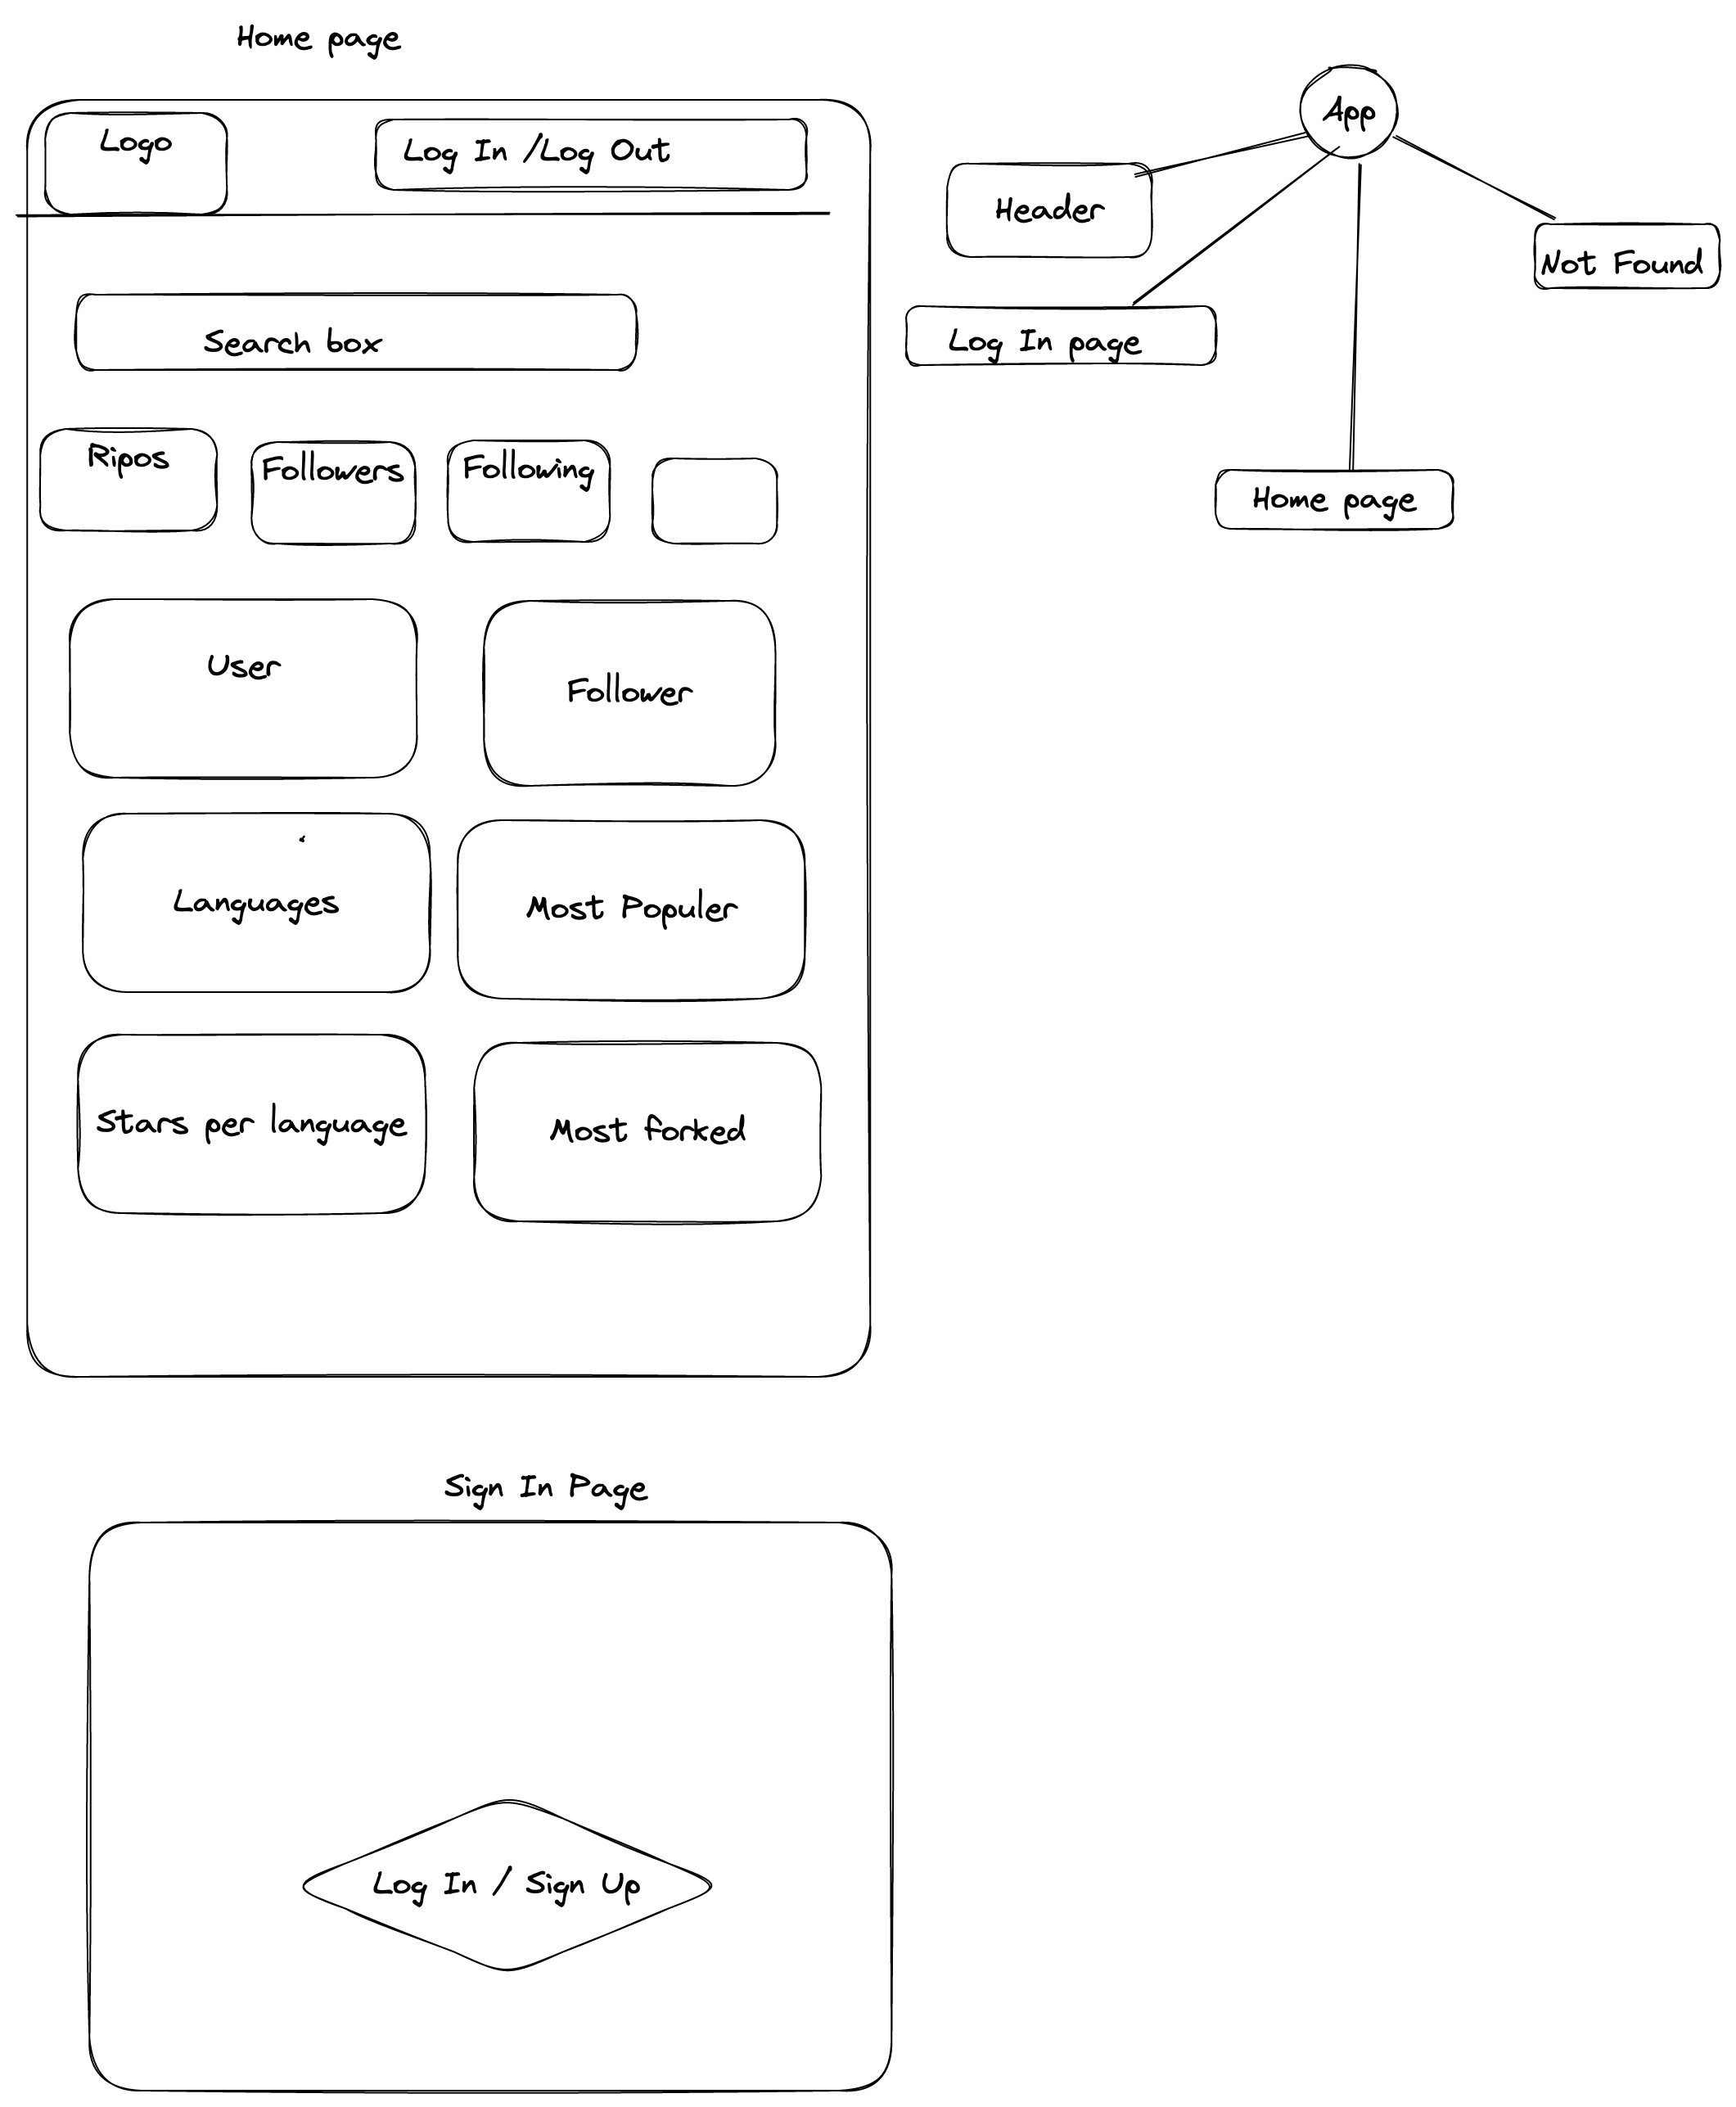 Home page
Logo
Log In /Log Out
Search box
Ripos
Followers
Following
User
Follower
Languages
Most Populer
Stars per language
Most forked
App
Header
Not Found
Log In page
Home page
Sign In Page
Log In / Sign Up